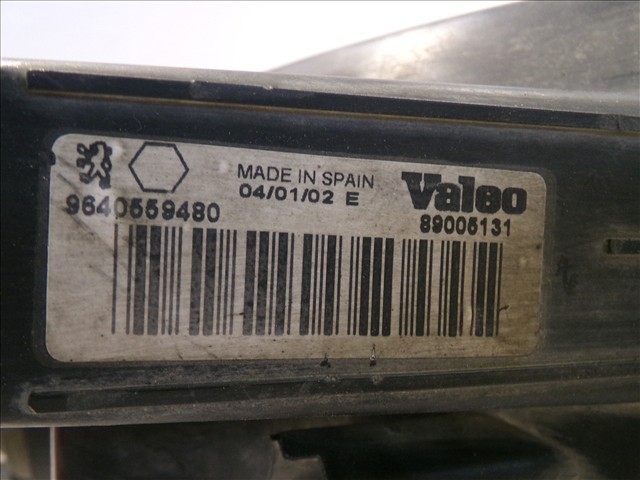 MADE IN SPAIN
04/01/02 E
Valeo
9640559480
89005131